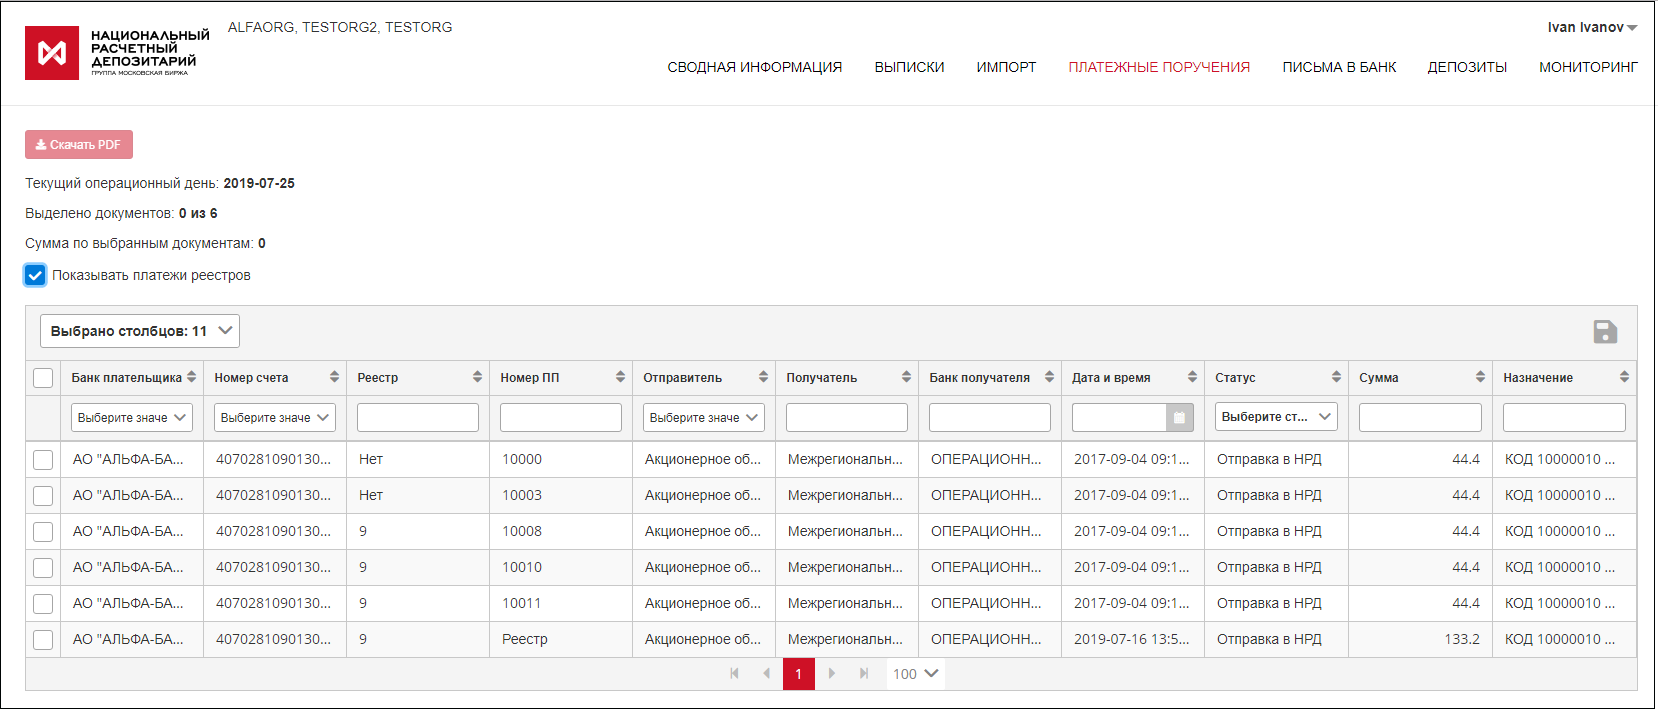 НАЦИОНАЛЬНЫЙ
РАСЧЕТНЫЙ
ДЕПОЗИТАРИЙ
ГРУППА МОСКОВСКАЯ БИРЖА
ALFAORG, TESTORG2, TESTORG
Ivan Ivanov
СВОДНАЯ ИНФОРМАЦИЯ ВЫПИСКИ ИМПОРТ ПЛАТЕЖНЫЕ ПОРУЧЕНИЯ ПИСЬМА В БАНК ДЕПОЗИТЫ МОНИТОРИНГ
Скачать PDF
Текущий операционный день: 2019-07-25
Выделено документов: 0 из 6
Сумма по выбранным документам: 0
Показывать платежи реестров
Выбрано столбцов: 11
Банк плательщика Номер счета Реестр Номер ПП Отправитель Получатель Банк получателя Дата и время Статус Сумма Назначение
Выберите значе Выберите значе Выберите значе Выберите ст...
АО "АЛЬФА-БА... 4070281090130... Нет 10000 Акционерное об... Межрегиональн... ОПЕРАЦИОНН... 2017-09-04 09:1... Отправка в НРД 44.4 КОД 10000010 ...
АО "АЛЬФА-БА... 4070281090130... Нет 10003 Акционерное об... Межрегиональн... ОПЕРАЦИОНН... 2017-09-04 09:1... Отправка в НРД 44.4 КОД 10000010 ...
АО "АЛЬФА-БА... 4070281090130... 9 10008 Акционерное об... Межрегиональн... ОПЕРАЦИОНН... 2017-09-04 09:1... Отправка в НРД 44.4 КОД 10000010 ...
АО "АЛЬФА-БА... 4070281090130... 9 10010 Акционерное об... Межрегиональн... ОПЕРАЦИОНН... 2017-09-04 09:1... Отправка в НРД 44.4 КОД 10000010 ...
АО "АЛЬФА-БА... 4070281090130... 9 10011 Акционерное об... Межрегиональн... ОПЕРАЦИОНН... 2017-09-04 09:1... Отправка в НРД 44.4 КОД 10000010 ...
АО "АЛЬФА-БА... 4070281090130... 9 Реестр Акционерное об... Межрегиональн... ОПЕРАЦИОНН... 2019-07-16 13:5... Отправка в НРД 133.2 КОД 10000010 ...
1 100